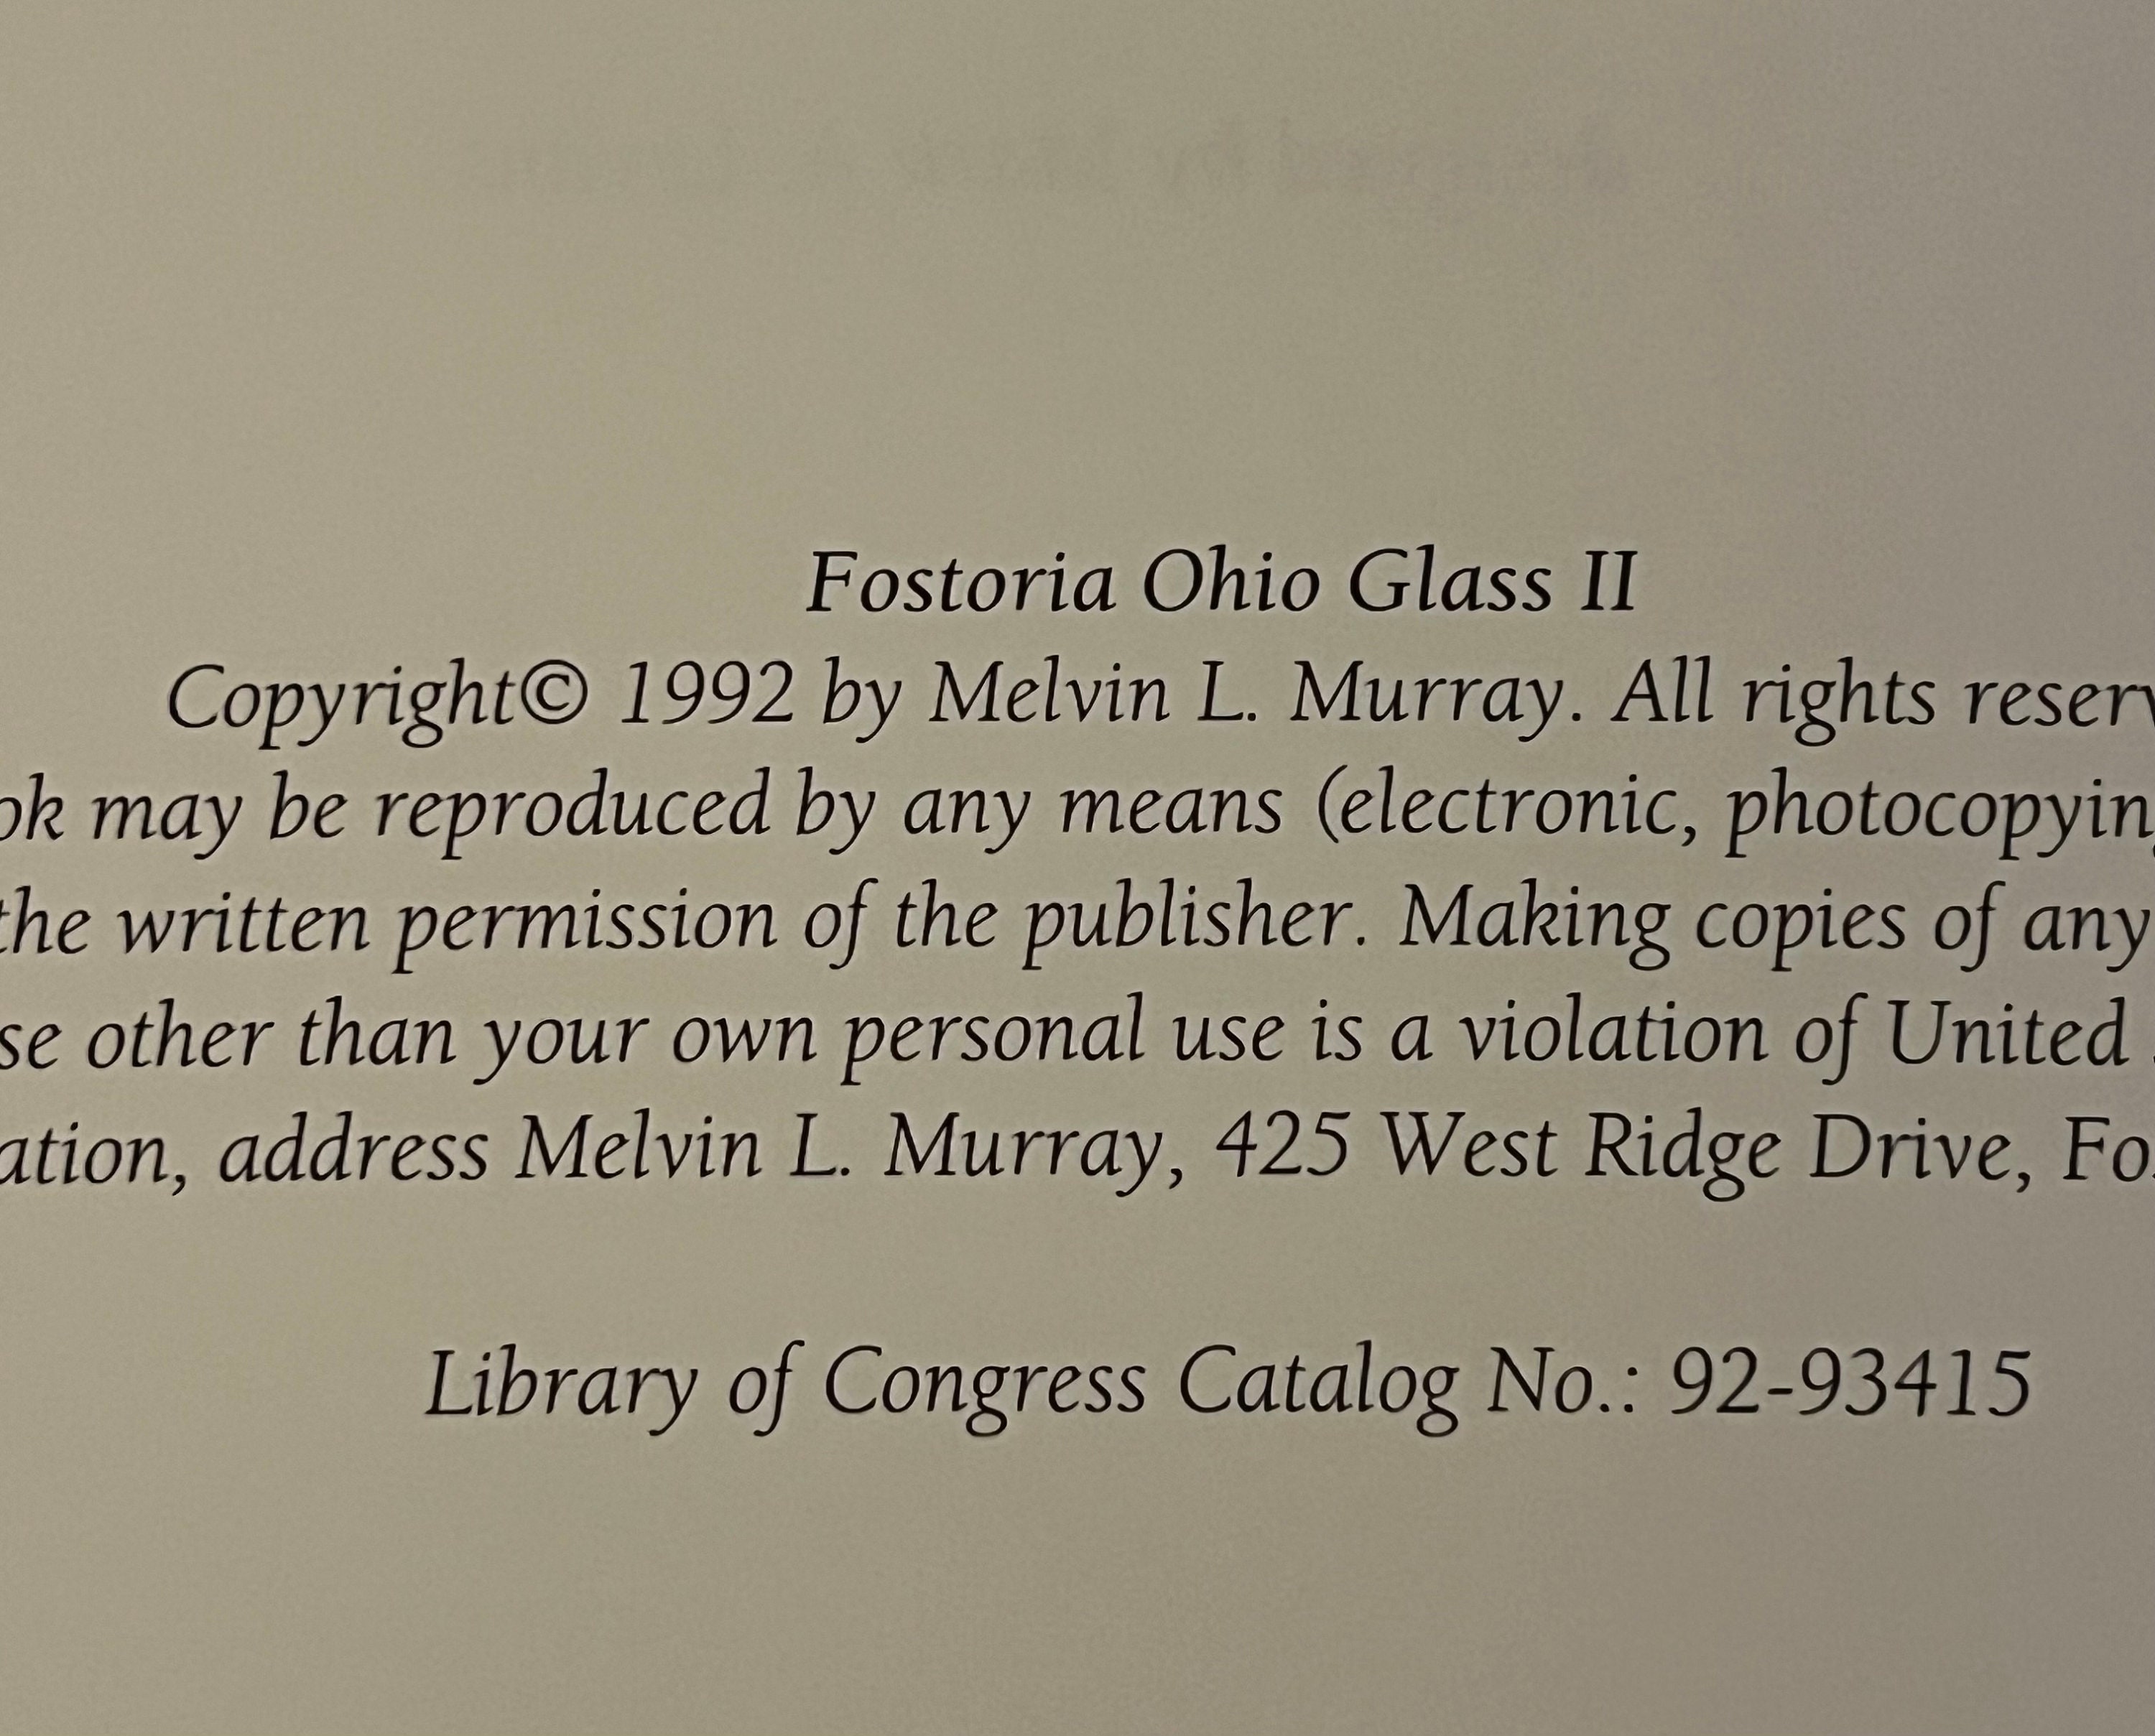 Fostoria Ohio Glass II
Copyright© 1992 by Melvin L. Murray. All rights reserv
ok may be reproduced by any means (electronic, photocopying
the written permission of the publisher. Making copies of any
se other than your own personal use is a violation of United
ation, address Melvin L. Murray, 425 West Ridge Drive, Fo
Library of Congress Catalog No.: 92-93415